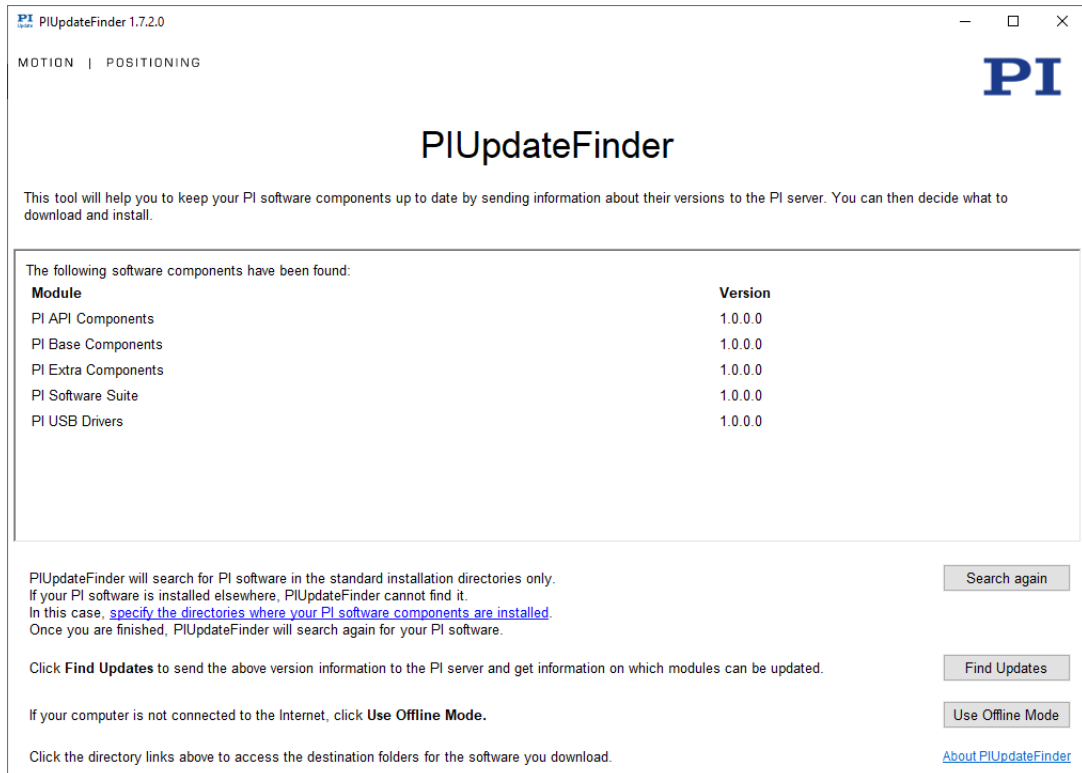 PI
Update
PIUpdateFinder 1.7.2.0
MOTION | POSITIONING
PI
PIUpdateFinder
This tool will help you to keep your PI software components up to date by sending information about their versions to the PI server. You can then decide what to
download and install.
The following software components have been found:
Module Version
PI API Components 1.0.0.0
PI Base Components 1.0.0.0
PI Extra Components 1.0.0.0
PI Software Suite 1.0.0.0
PI USB Drivers 1.0.0.0
PIUpdateFinder will search for PI software in the standard installation directories only.
Search again
If your PI software is installed elsewhere, PIUpdateFinder cannot find it.
In this case, specify the directories where your PI software components are installed.
Once you are finished, PIUpdateFinder will search again for your PI software.
Click Find Updates to send the above version information to the PI server and get information on which modules can be updated.
Find Updates
If your computer is not connected to the Internet, click Use Offline Mode.
Use Offline Mode
Click the directory links above to access the destination folders for the software you download.
About PIUpdateFinder